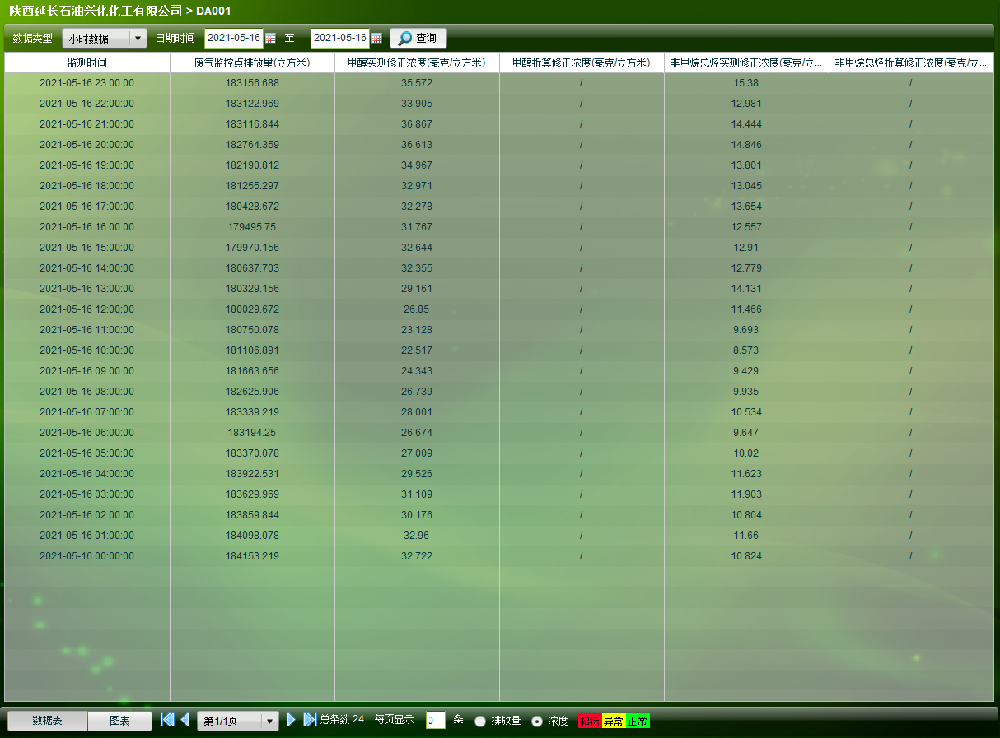 陕西延长石油兴化化工有限公司 > DA001
数据类型 小时数据 日期时间 2021-05-16 至 2021-05-16 查询
监测时间 废气监控点排放量(立方米) 甲醇实测修正浓度(毫克/立方米) 甲醇折算修正浓度(毫克/立方米) 非甲烷总烃实测修正浓度(毫克/立... 非甲烷总烃折算修正浓度(毫克/立...
2021-05-16 23:00:00 183156.688 35.572 / 15.38 /
2021-05-16 22:00:00 183122.969 33.905 / 12.981 /
2021-05-16 21:00:00 183116.844 36.867 / 14.444 /
2021-05-16 20:00:00 182764.359 36.613 / 14.846 /
2021-05-16 19:00:00 182190.812 34.967 / 13.801 /
2021-05-16 18:00:00 181255.297 32.971 / 13.045 /
2021-05-16 17:00:00 180428.672 32.278 / 13.654 /
2021-05-16 16:00:00 179495.75 31.767 / 12.557 /
2021-05-16 15:00:00 179970.156 32.644 / 12.91 /
2021-05-16 14:00:00 180637.703 32.355 / 12.779 /
2021-05-16 13:00:00 180329.156 29.161 / 14.131 /
2021-05-16 12:00:00 180029.672 26.85 / 11.466 /
2021-05-16 11:00:00 180750.078 23.128 / 9.693 /
2021-05-16 10:00:00 181106.891 22.517 / 8.573 /
2021-05-16 09:00:00 181663.656 24.343 / 9.429 /
2021-05-16 08:00:00 182625.906 26.739 / 9.935 /
2021-05-16 07:00:00 183339.219 28.001 / 10.534 /
2021-05-16 06:00:00 183194.25 26.674 / 9.647 /
2021-05-16 05:00:00 183370.078 27.009 / 10.02 /
2021-05-16 04:00:00 183922.531 29.526 / 11.623 /
2021-05-16 03:00:00 183629.969 31.109 / 11.903 /
2021-05-16 02:00:00 183859.844 30.176 / 10.804 /
2021-05-16 01:00:00 184098.078 32.96 / 11.66 /
2021-05-16 00:00:00 184153.219 32.722 / 10.824 /
数据表 图表 第1/1页 总条数:24 每页显示: 0 条 排放量 浓度 超标 异常 正常